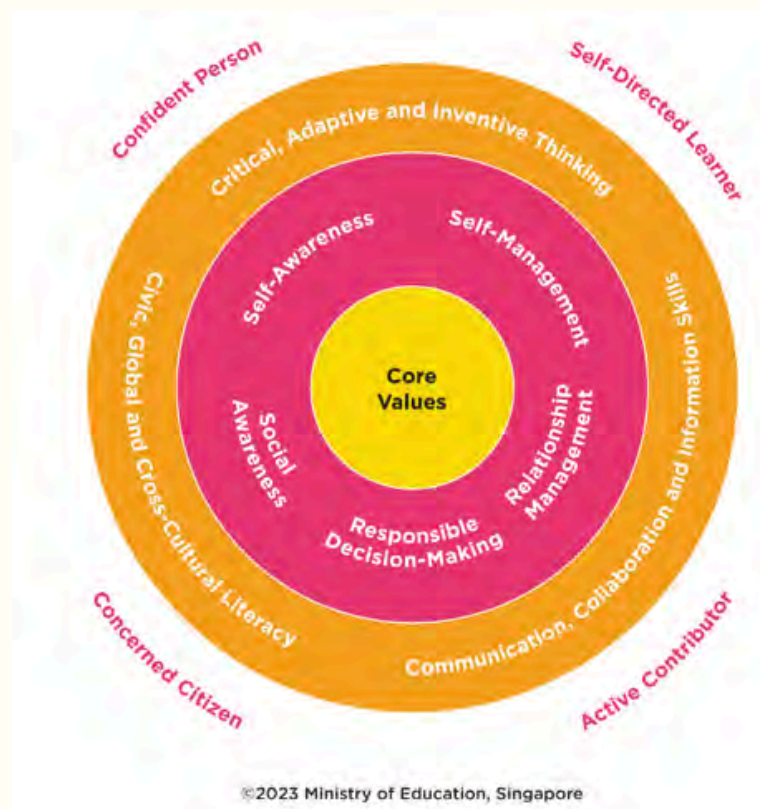 Confident Person
Self-Directed Learner
Critical, Adaptive and Inventive Thinking
Self-Awareness
Self-Management
Civic, Global and Cross-Cultural Literacy
Communication, Collaboration and Information Skills
Core
Values
Social
Awareness
Relationship
Management
Responsible
Decision-Making
Concerned Citizen
Active Contributor
©2023 Ministry of Education, Singapore